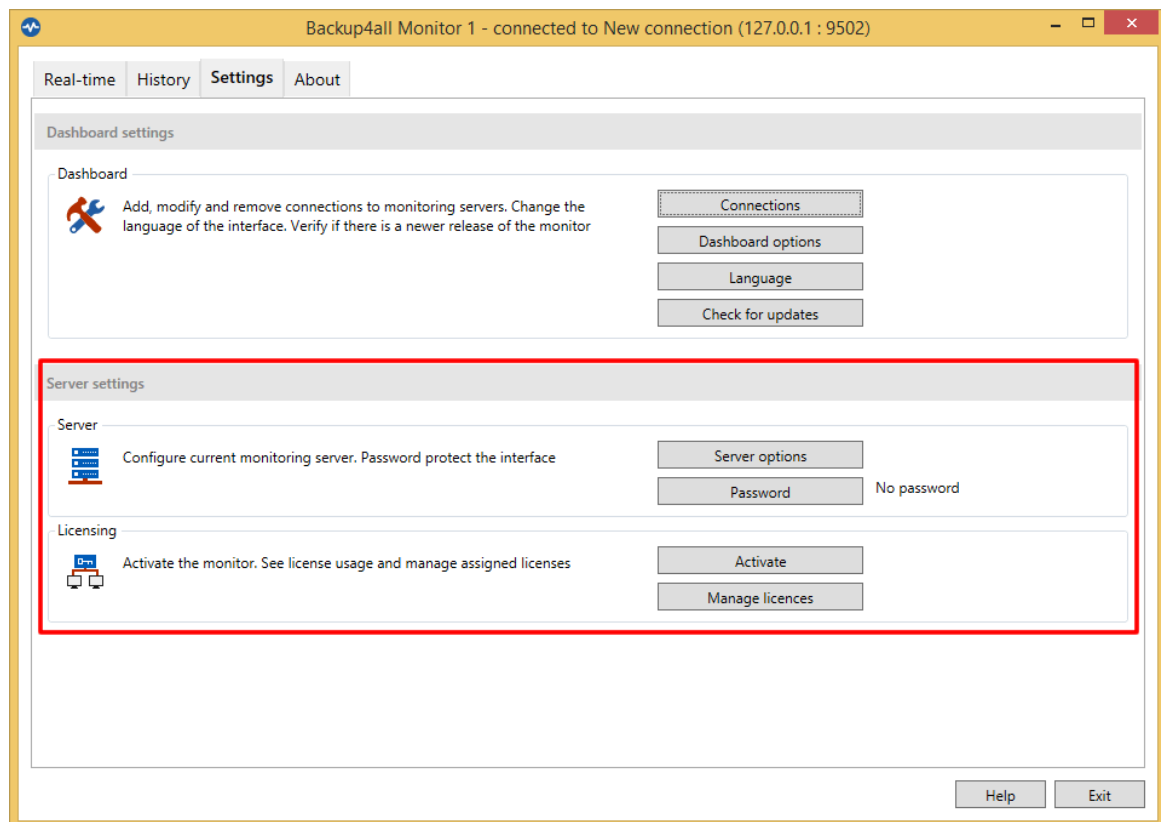 Backup4all Monitor 1 - connected to New connection (127.0.0.1 : 9502)
Real-time History Settings About
Dashboard settings
Dashboard
Add, modify and remove connections to monitoring servers. Change the
language of the interface. Verify if there is a newer release of the monitor
Connections
Dashboard options
Language
Check for updates
Server settings
Server
Configure current monitoring server. Password protect the interface
Server options
Password No password
Licensing
Activate the monitor. See license usage and manage assigned licenses
Activate
Manage licences
Help Exit